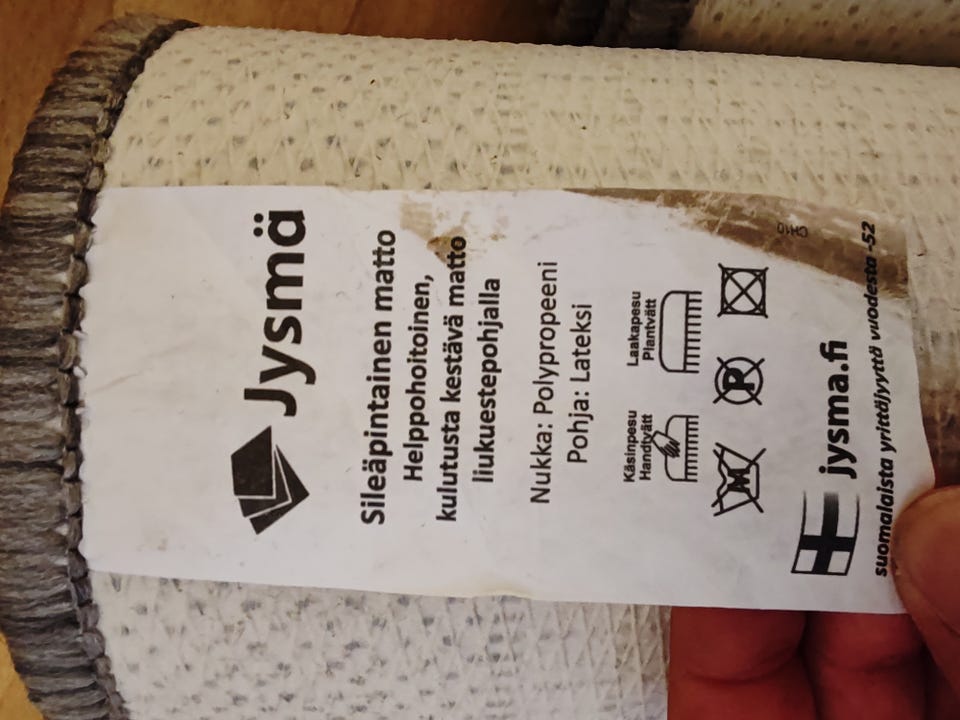 Jysmä
Sileäpintainen matto
Helppohoitoinen,
kulutusta kestävä matto
liukuestepohjalla
Nukka: Polypropeeni
Pohja: Lateksi
Käsinpesu
Handtvätt
Laakapesu
Plantvätt
M
P
jysma.fi
suomalaista yrittäjyyttä vuodesta -52